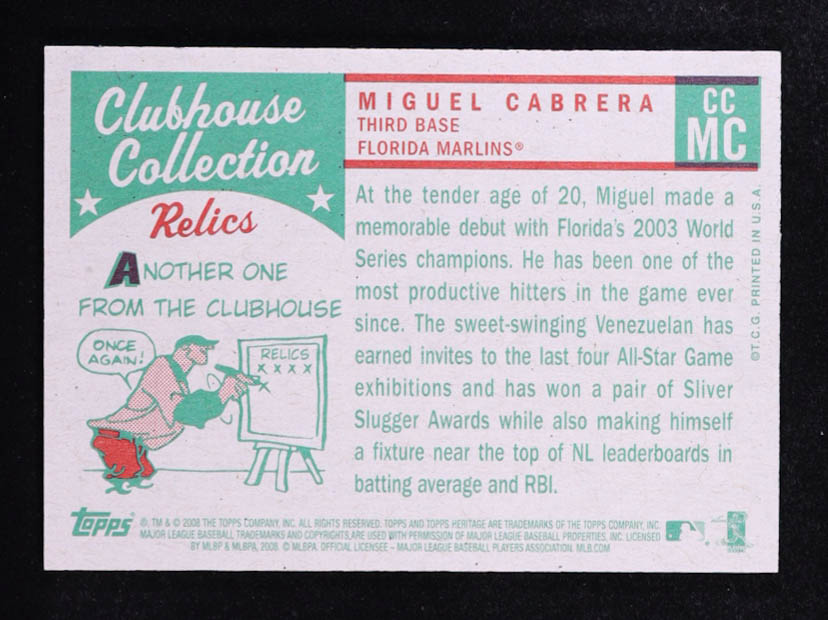 Clubhouse
Collection
Relics
ANOTHER ONE
FROM THE CLUBHOUSE
ONCE
AGAIN!
RELICS
X X X X
X
MIGUEL CABRERA
THIRD BASE
FLORIDA MARLINS®
CC
MC
At the tender age of 20, Miguel made a
memorable debut with Florida's 2003 World
Series champions. He has been one of the
most productive hitters in the game ever
since. The sweet-swinging Venezuelan has
earned invites to the last four All-Star Game
exhibitions and has won a pair of Sliver
Slugger Awards while also making himself
a fixture near the top of NL leaderboards in
batting average and RBI.
©T.C.G. PRINTED IN U.S.A.
Topps
®, TM & © 2008 THE TOPPS COMPANY, INC. ALL RIGHTS RESERVED. TOPPS AND TOPPS HERITAGE ARE TRADEMARKS OF THE TOPPS COMPANY, INC.
MAJOR LEAGUE BASEBALL TRADEMARKS AND COPYRIGHTS,ARE USED WITH PERMISSION OF MAJOR LEAGUE BASEBALL PROPERTIES, INC. LICENSED
BY MLBP & MLBPA, 2008. © MLBPA. OFFICIAL LICENSEE – MAJOR LEAGUE BASEBALL PLAYERS ASSOCIATION. MLB.COM